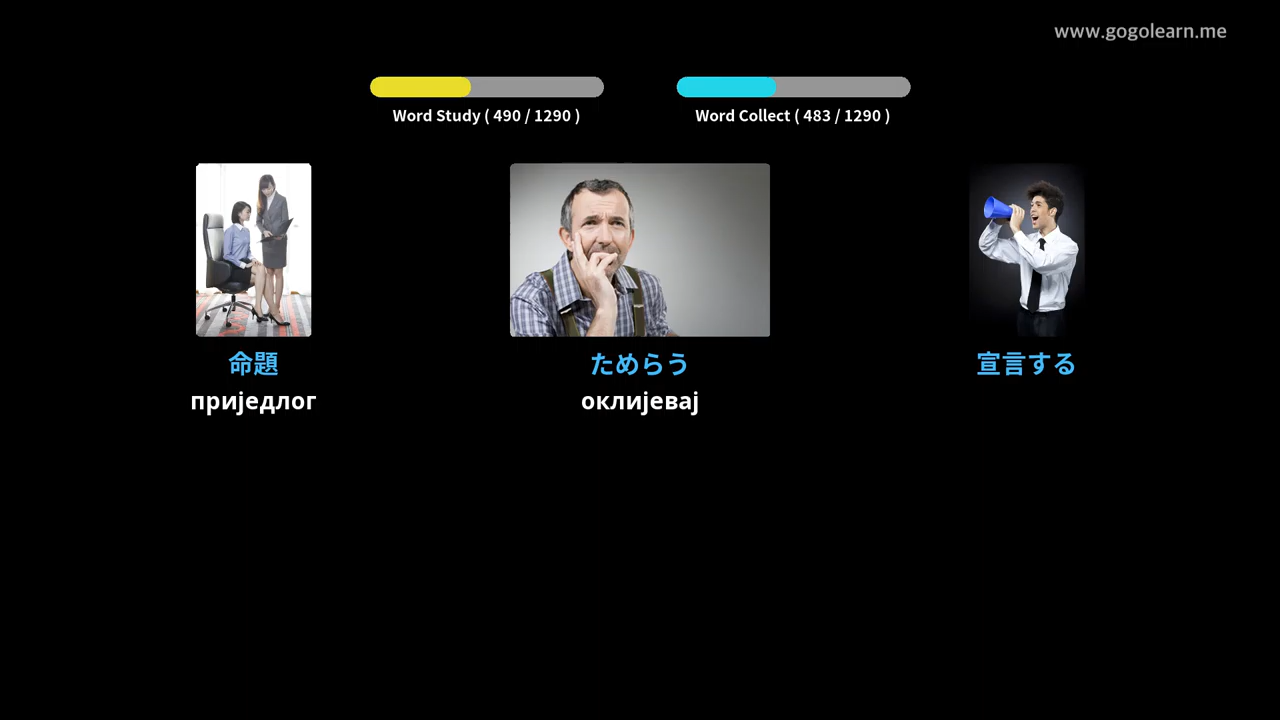 www.gogolearn.me
Word Study ( 490 / 1290 )
Word Collect ( 483 / 1290 )
命題
ためらう
宣言する
приједлог
оклијевај